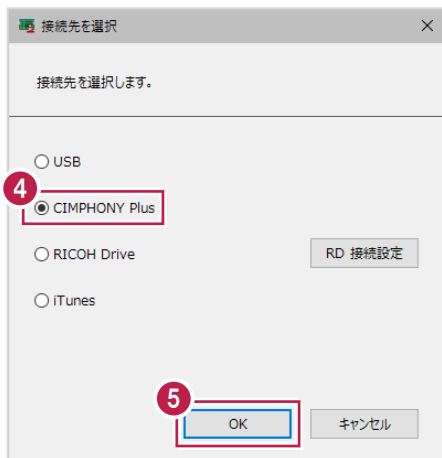 接続先を選択
接続先を選択します。
USB
4
CIMPHONY Plus
RICOH Drive
RD 接続設定
iTunes
5
OK
キャンセル